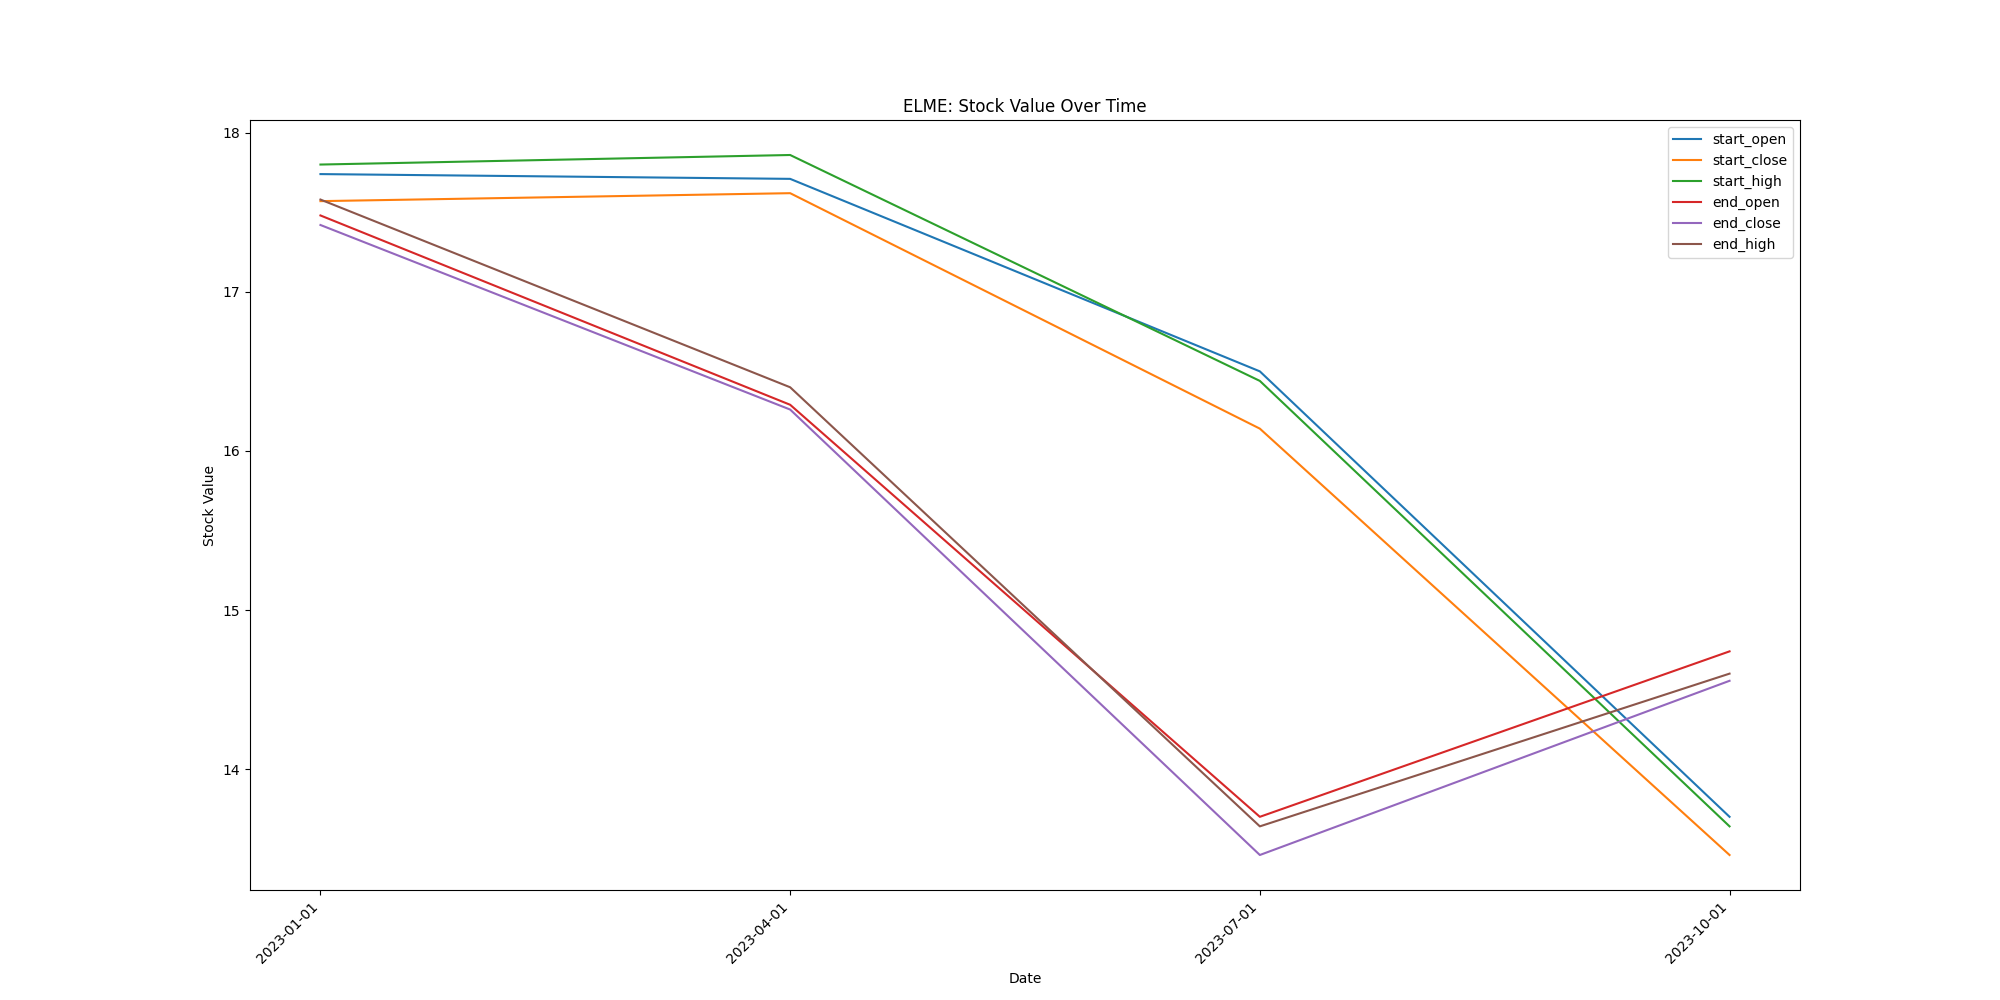 ELME: Stock Value Over Time
18
17
16
15
14
Stock Value
start_open
start_close
start_high
end_open
end_close
end_high
2023-01-01
2023-04-01
2023-07-01
2023-10-01
Date